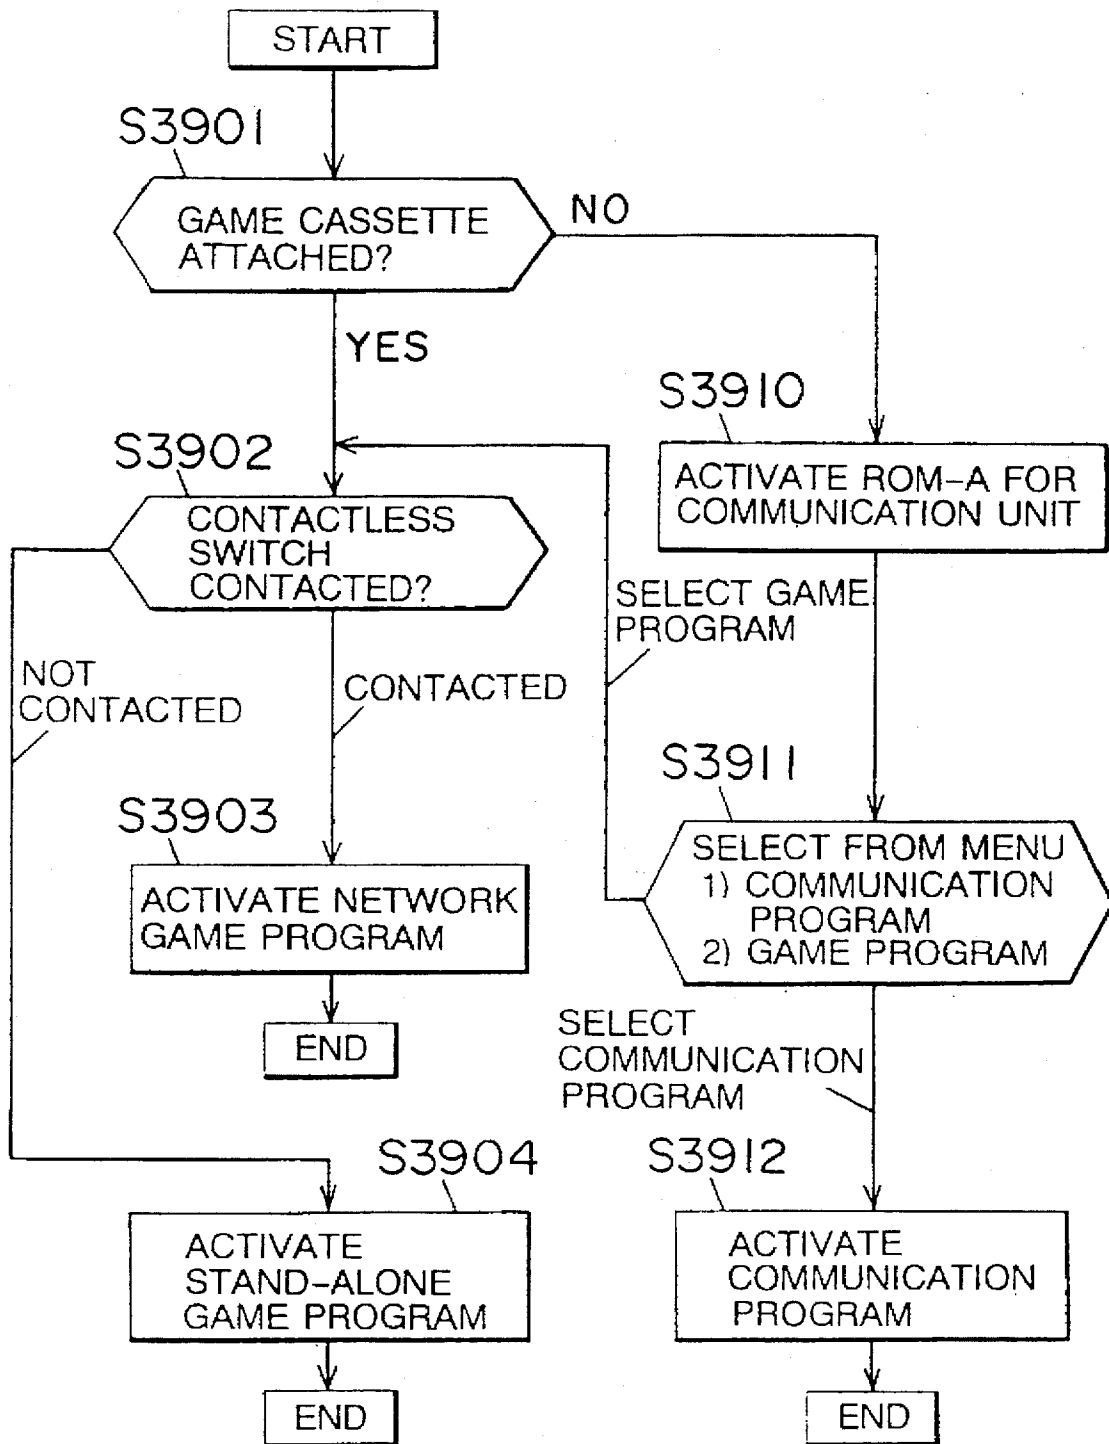 START
S3901
GAME CASSETTE
ATTACHED?
NO
YES
S3910
ACTIVATE ROM-A FOR
COMMUNICATION UNIT
S3902
CONTACTLESS
SWITCH
CONTACTED?
SELECT GAME
PROGRAM
NOT
CONTACTED
CONTACTED
S3911
SELECT FROM MENU
1) COMMUNICATION
PROGRAM
2) GAME PROGRAM
S3903
ACTIVATE NETWORK
GAME PROGRAM
END
SELECT
COMMUNICATION
PROGRAM
S3904
ACTIVATE
STAND-ALONE
GAME PROGRAM
END
S3912
ACTIVATE
COMMUNICATION
PROGRAM
END